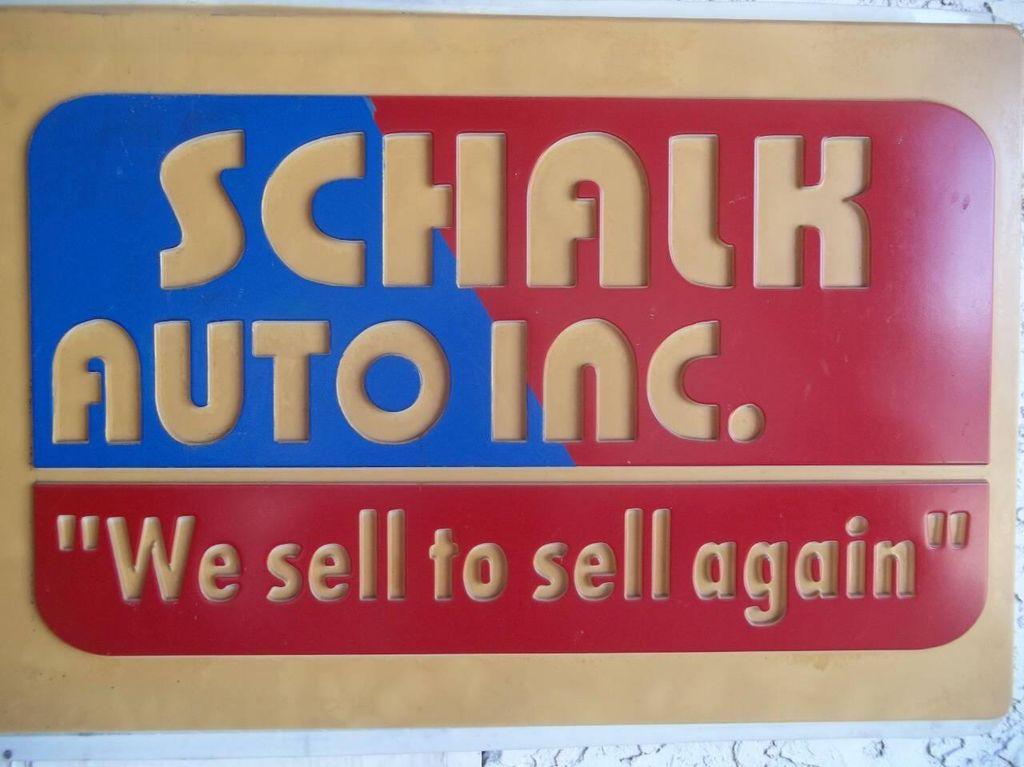 SCHALK
AUTO INC.
"We sell to sell again"